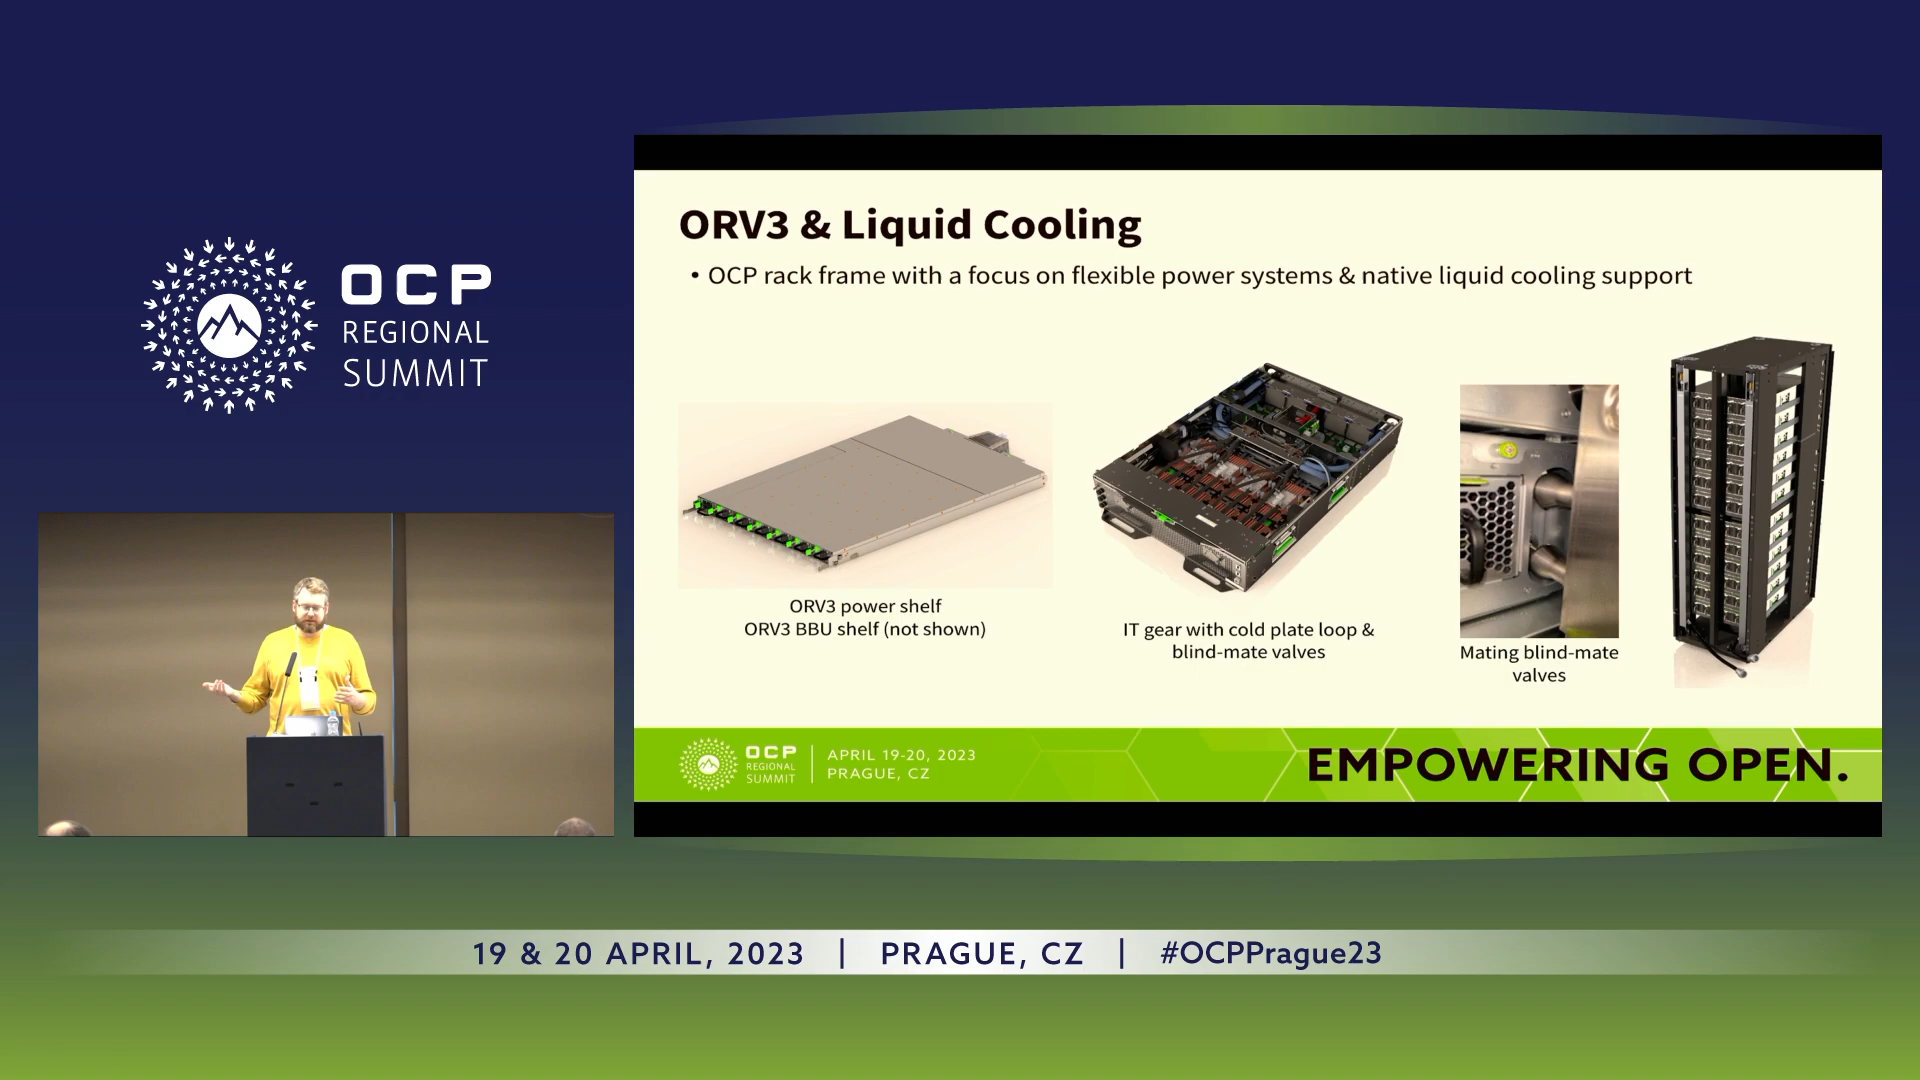 OCP
REGIONAL
SUMMIT
ORV3 & Liquid Cooling
• OCP rack frame with a focus on flexible power systems & native liquid cooling support
ORV3 power shelf
ORV3 BBU shelf (not shown)
IT gear with cold plate loop &
blind-mate valves
Mating blind-mate
valves
OCP
REGIONAL
SUMMIT
APRIL 19-20, 2023
PRAGUE, CZ
EMPOWERING OPEN.
19 & 20 APRIL, 2023 | PRAGUE, CZ | #OCPPrague23